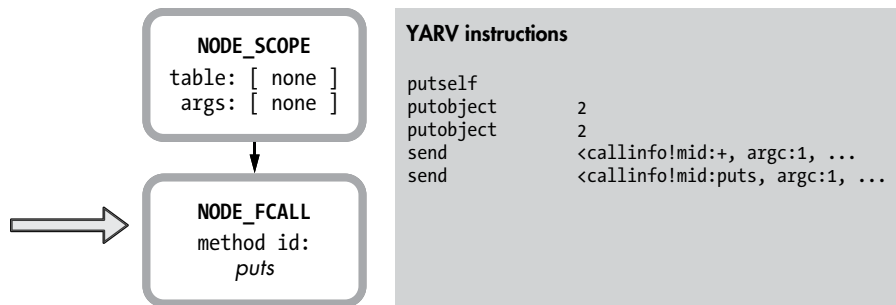 NODE_SCOPE
table: [ none ]
args: [ none ]
NODE_FCALL
method id:
puts
YARV instructions
putself
putobject 2
putobject 2
send <callinfo!mid:+, argc:1, ...
send <callinfo!mid:puts, argc:1, ...